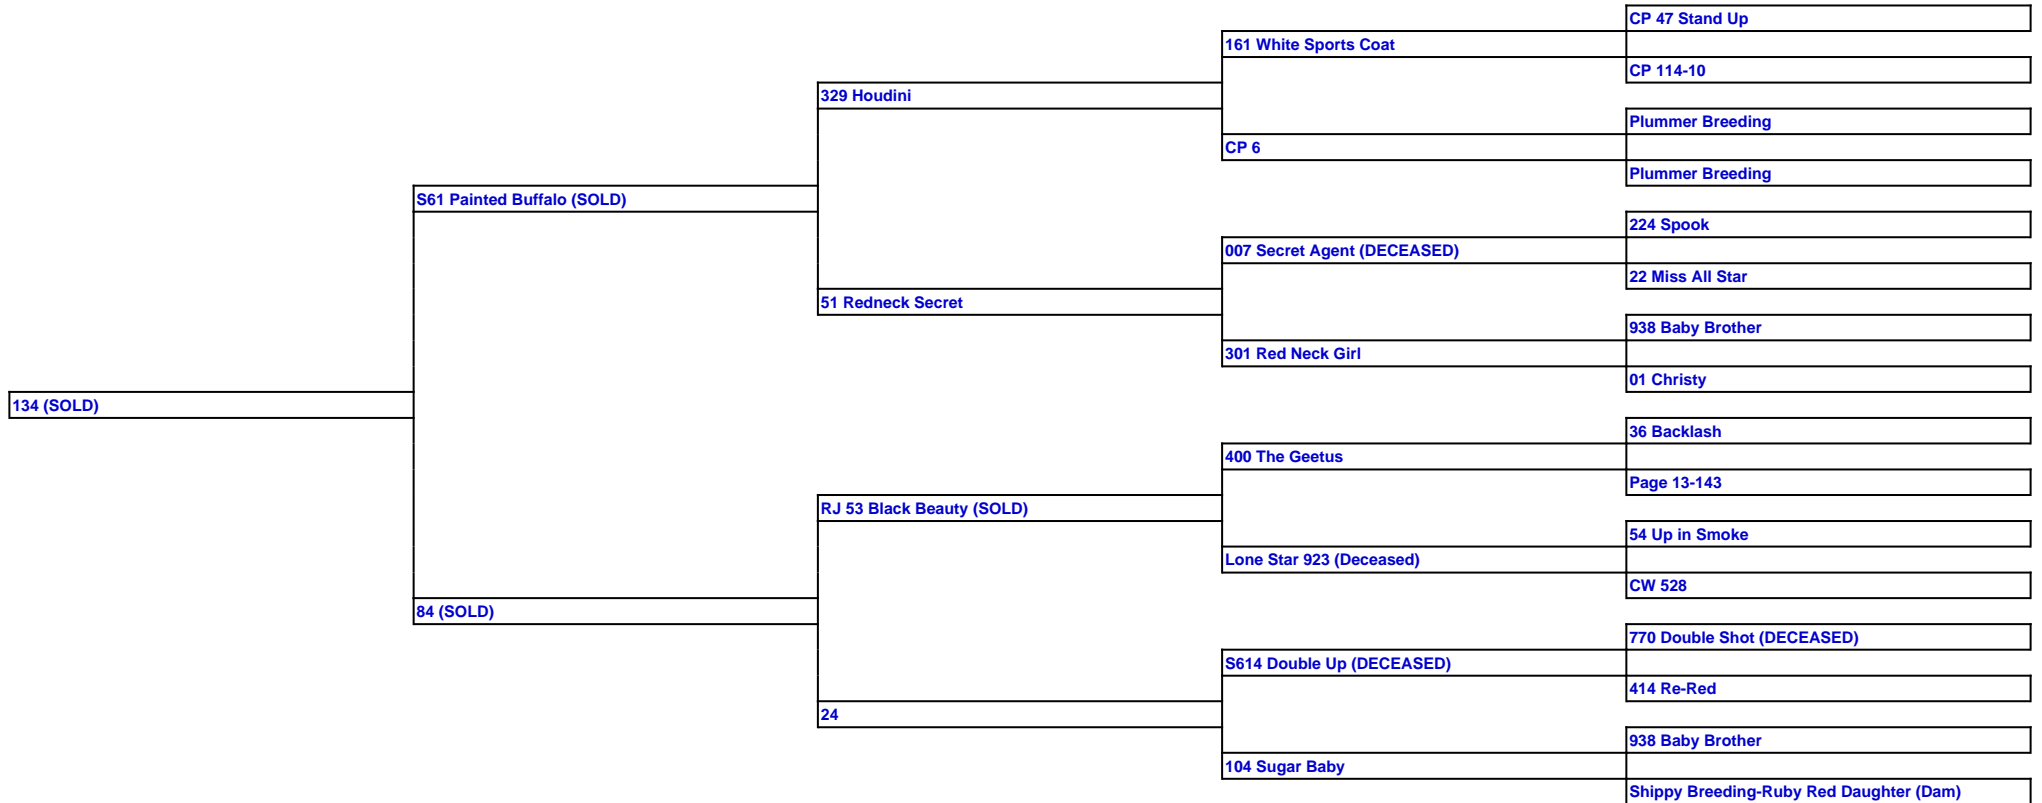 CP 47 Stand Up
161 White Sports Coat
CP 114-10
329 Houdini
Plummer Breeding
CP 6
Plummer Breeding
S61 Painted Buffalo (SOLD)
224 Spook
007 Secret Agent (DECEASED)
22 Miss All Star
51 Redneck Secret
938 Baby Brother
301 Red Neck Girl
01 Christy
134 (SOLD)
36 Backlash
400 The Geetus
Page 13-143
RJ 53 Black Beauty (SOLD)
54 Up in Smoke
Lone Star 923 (Deceased)
CW 528
84 (SOLD)
770 Double Shot (DECEASED)
S614 Double Up (DECEASED)
414 Re-Red
24
938 Baby Brother
104 Sugar Baby
Shippy Breeding-Ruby Red Daughter (Dam)